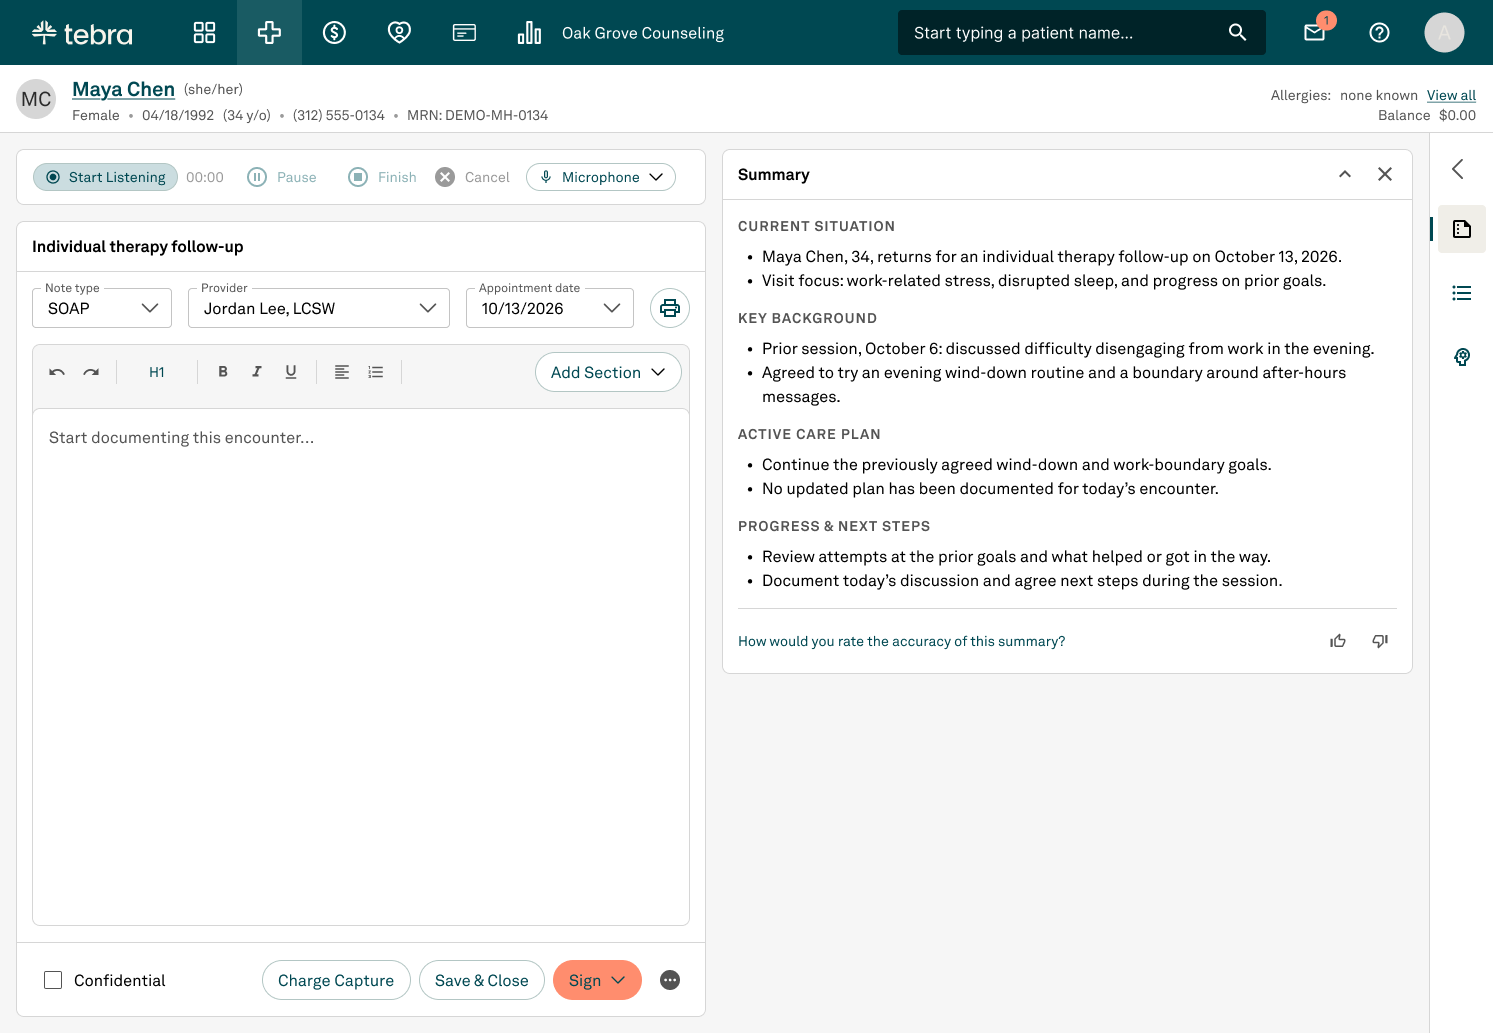 tebra
Oak Grove Counseling
Start typing a patient name...
1
A
MC
Maya Chen (she/her)
Female • 04/18/1992 (34 y/o) • (312) 555-0134 • MRN: DEMO-MH-0134
Allergies: none known View all
Balance $0.00
Start Listening 00:00 Pause Finish Cancel Microphone
Individual therapy follow-up
Note type
SOAP
Provider
Jordan Lee, LCSW
Appointment date
10/13/2026
H1 B I U
Add Section
Start documenting this encounter...
Confidential
Charge Capture
Save & Close
Sign
Summary
CURRENT SITUATION
• Maya Chen, 34, returns for an individual therapy follow-up on October 13, 2026.
• Visit focus: work-related stress, disrupted sleep, and progress on prior goals.
KEY BACKGROUND
• Prior session, October 6: discussed difficulty disengaging from work in the evening.
• Agreed to try an evening wind-down routine and a boundary around after-hours
messages.
ACTIVE CARE PLAN
• Continue the previously agreed wind-down and work-boundary goals.
• No updated plan has been documented for today’s encounter.
PROGRESS & NEXT STEPS
• Review attempts at the prior goals and what helped or got in the way.
• Document today’s discussion and agree next steps during the session.
How would you rate the accuracy of this summary?